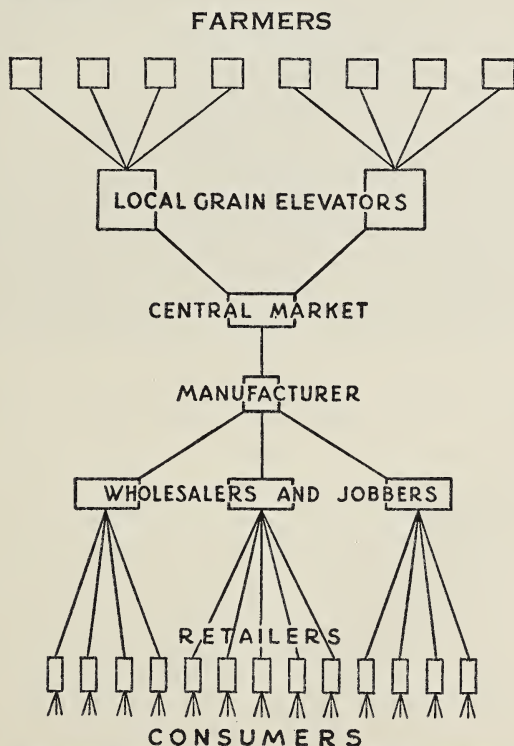 FARMERS
LOCAL GRAIN ELEVATORS
CENTRAL MARKET
MANUFACTURER
WHOLESALERS AND JOBBERS
RETAILERS
CONSUMERS